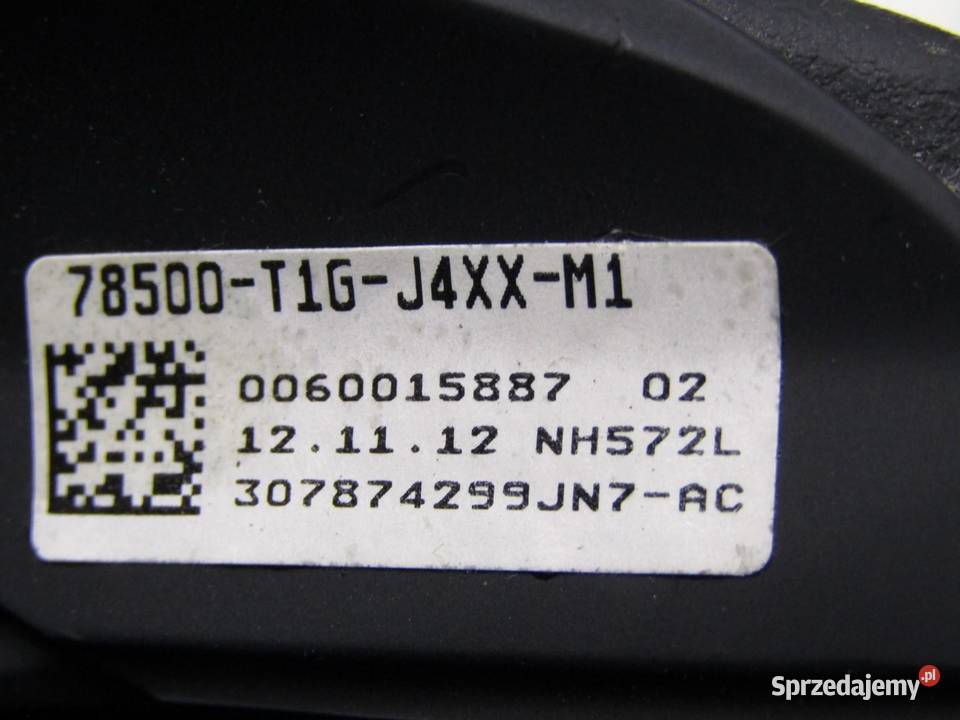 78500-T1G-J4XX-M1
0060015887 02
12.11.12 NH572L
307874299JN7-AC
Sprzedajemy.pl